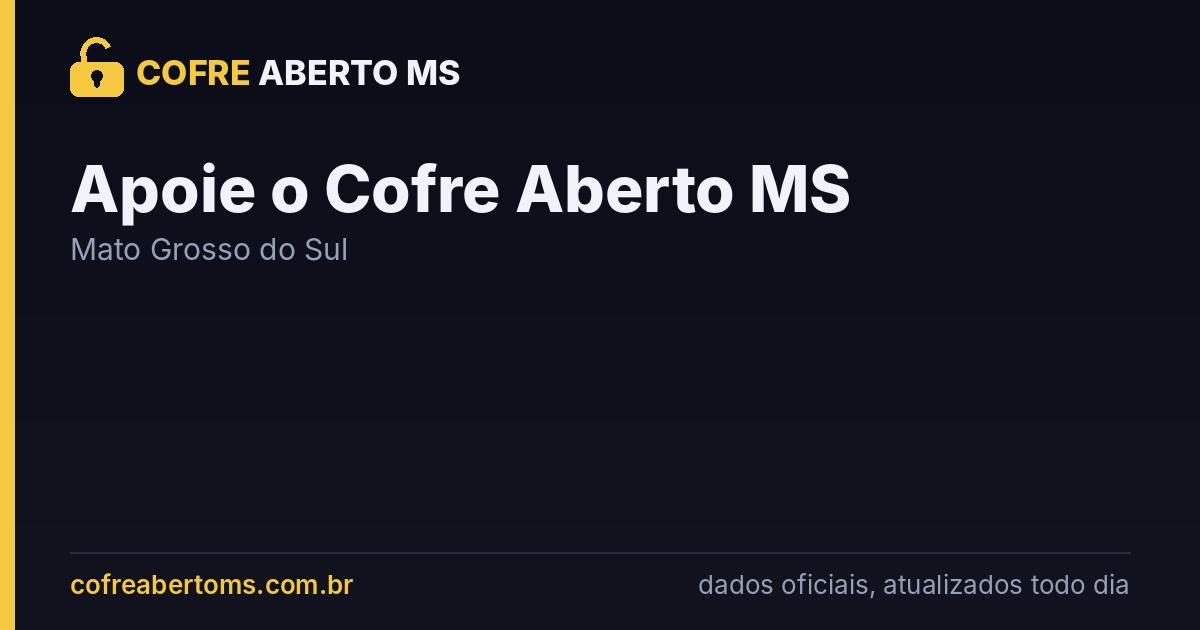 COFRE ABERTO MS
Apoie o Cofre Aberto MS
Mato Grosso do Sul
cofreabertoms.com.br
dados oficiais, atualizados todo dia